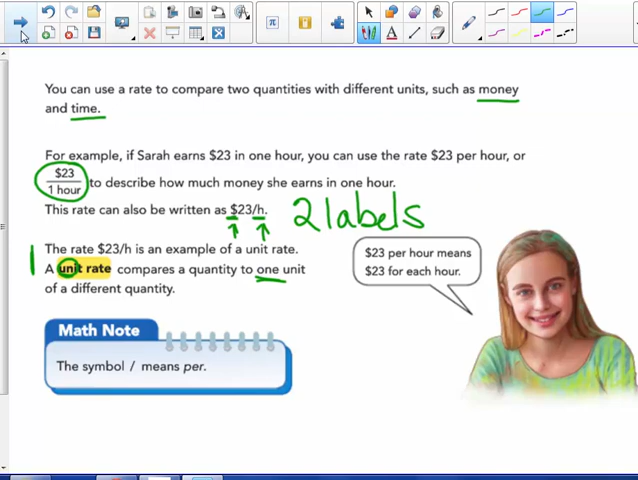 You can use a rate to compare two quantities with different units, such as money
and time.
For example, if Sarah earns $23 in one hour, you can use the rate $23 per hour, or
$23
1 hour
to describe how much money she earns in one hour.
This rate can also be written as $23/h.
2 labels
The rate $23/h is an example of a unit rate.
A unit rate compares a quantity to one unit
of a different quantity.
$23 per hour means
$23 for each hour.
Math Note
The symbol / means per.